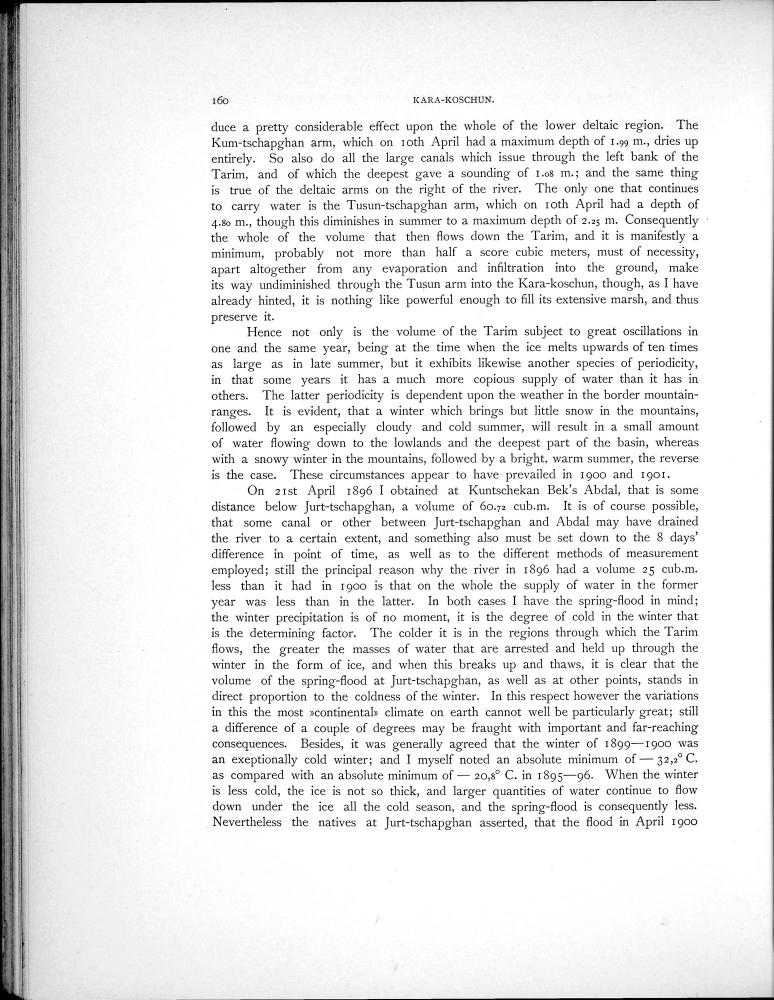 160
KARA-KOSCHUN.
duce a pretty considerable effect upon the whole of the lower deltaic region. The
Kum-tschapghan arm, which on 10th April had a maximum depth of 1.99 m., dries up
entirely. So also do all the large canals which issue through the left bank of the
Tarim, and of which the deepest gave a sounding of 1.08 m.; and the same thing
is true of the deltaic arms on the right of the river. The only one that continues
to carry water is the Tusun-tschapghan arm, which on 10th April had a depth of
4.80 m., though this diminishes in summer to a maximum depth of 2.25 m. Consequently
the whole of the volume that then flows down the Tarim, and it is manifestly a
minimum, probably not more than half a score cubic meters, must of necessity,
apart altogether from any evaporation and infiltration into the ground, make
its way undiminished through the Tusun arm into the Kara-koschun, though, as I have
already hinted, it is nothing like powerful enough to fill its extensive marsh, and thus
preserve it.
Hence not only is the volume of the Tarim subject to great oscillations in
one and the same year, being at the time when the ice melts upwards of ten times
as large as in late summer, but it exhibits likewise another species of periodicity,
in that some years it has a much more copious supply of water than it has in
others. The latter periodicity is dependent upon the weather in the border mountain-
ranges. It is evident, that a winter which brings but little snow in the mountains,
followed by an especially cloudy and cold summer, will result in a small amount
of water flowing down to the lowlands and the deepest part of the basin, whereas
with a snowy winter in the mountains, followed by a bright, warm summer, the reverse
is the case. These circumstances appear to have prevailed in 1900 and 1901.
On 21st April 1896 I obtained at Kuntschekan Bek's Abdal, that is some
distance below Jurt-tschapghan, a volume of 60.72 cub.m. It is of course possible,
that some canal or other between Jurt-tschapghan and Abdal may have drained
the river to a certain extent, and something also must be set down to the 8 days'
difference in point of time, as well as to the different methods of measurement
employed; still the principal reason why the river in 1896 had a volume 25 cub.m.
less than it had in 1900 is that on the whole the supply of water in the former
year was less than in the latter. In both cases I have the spring-flood in mind;
the winter precipitation is of no moment, it is the degree of cold in the winter that
is the determining factor. The colder it is in the regions through which the Tarim
flows, the greater the masses of water that are arrested and held up through the
winter in the form of ice, and when this breaks up and thaws, it is clear that the
volume of the spring-flood at Jurt-tschapghan, as well as at other points, stands in
direct proportion to the coldness of the winter. In this respect however the variations
in this the most »continental» climate on earth cannot well be particularly great; still
a difference of a couple of degrees may be fraught with important and far-reaching
consequences. Besides, it was generally agreed that the winter of 1899—1900 was
an exeptionally cold winter; and I myself noted an absolute minimum of — 32,2° C.
as compared with an absolute minimum of — 20,8° C. in 1895—96. When the winter
is less cold, the ice is not so thick, and larger quantities of water continue to flow
down under the ice all the cold season, and the spring-flood is consequently less.
Nevertheless the natives at Jurt-tschapghan asserted, that the flood in April 1900